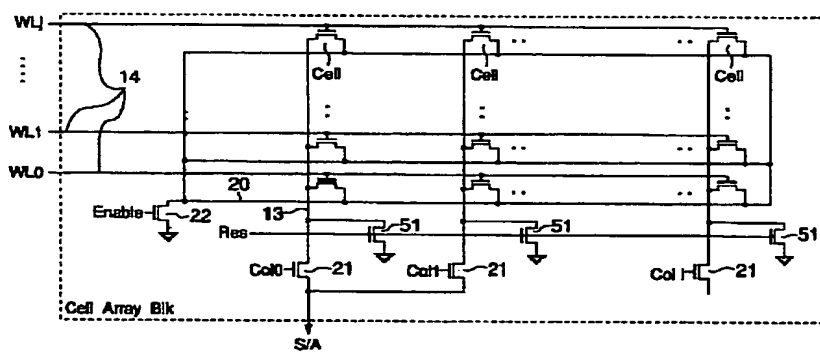 WLj
14
Cell
Cell
Cell
WL1
WL0
20
Enable
22
13
51
51
51
Res
Col0
21
Col1
21
Col i
21
Cell Array Blk
S/A